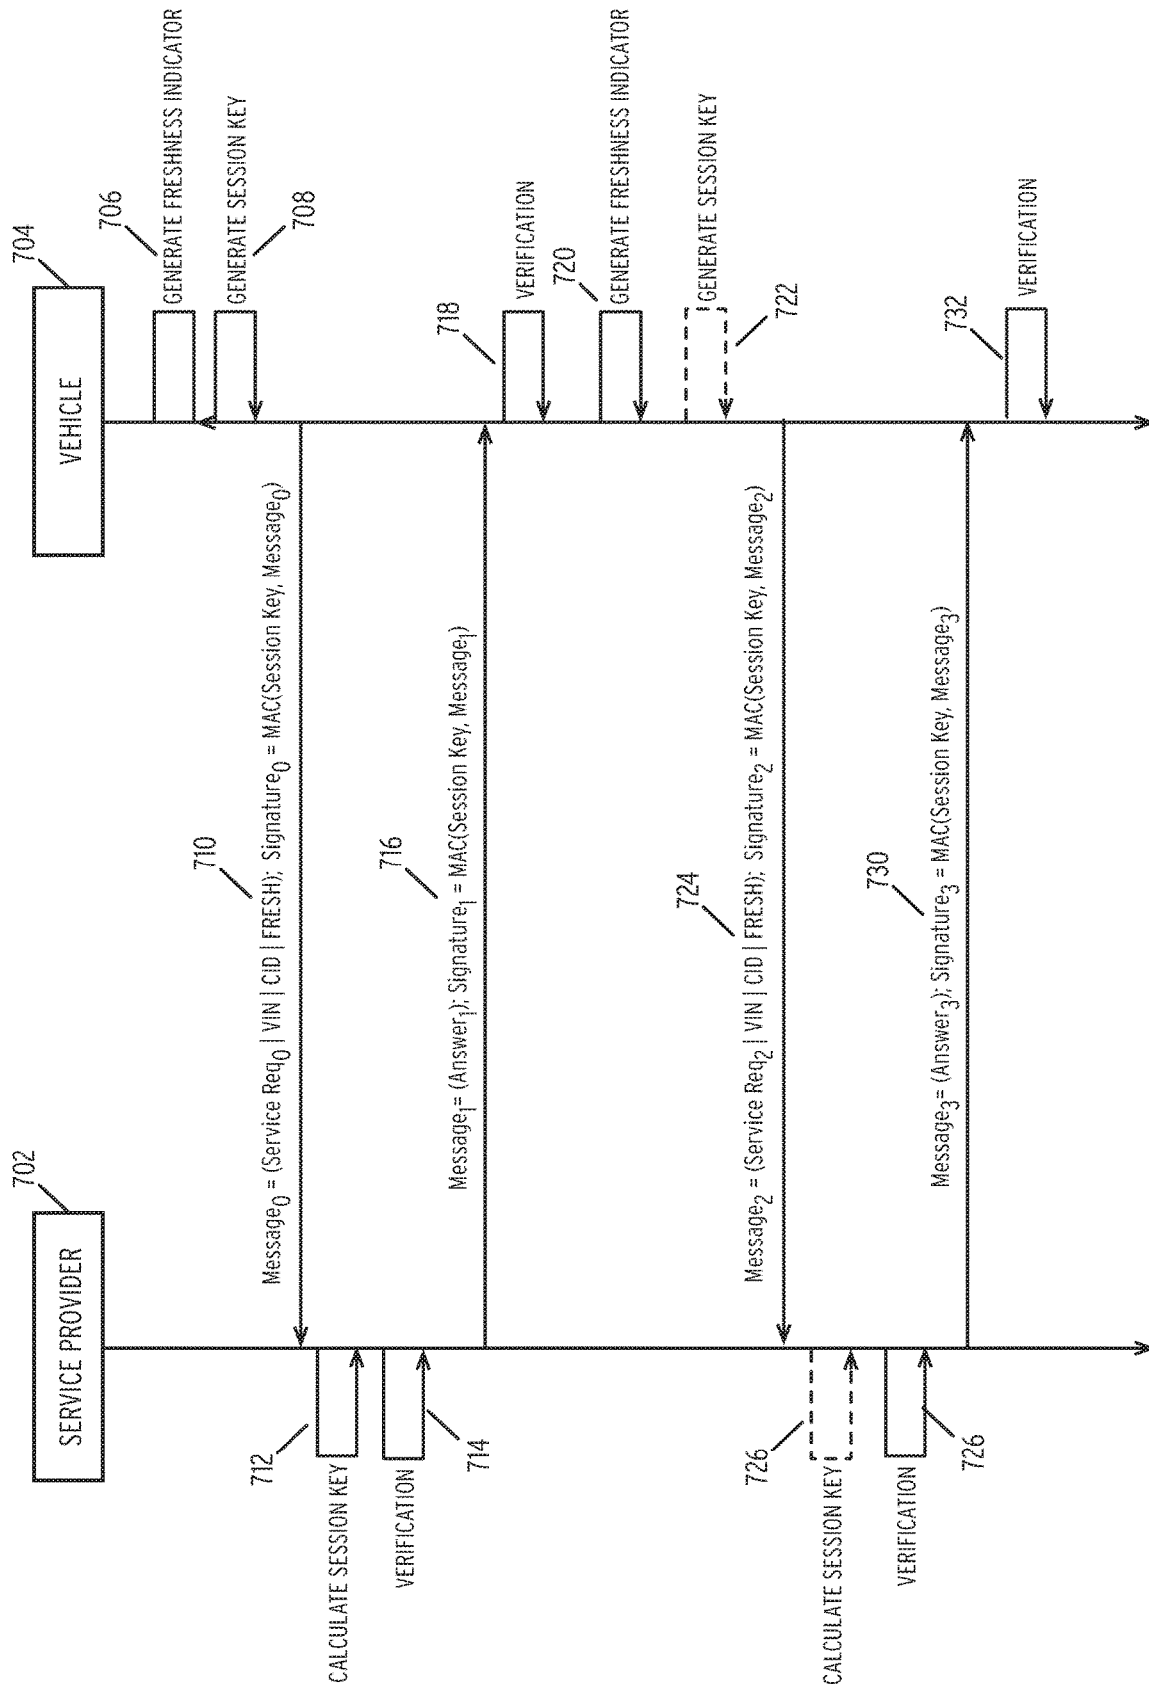 SERVICE PROVIDER
702
VEHICLE
704
706
GENERATE FRESHNESS INDICATOR
GENERATE SESSION KEY
708
710
Message0 = (Service Req0 | VIN | CID | FRESH); Signature0 = MAC(Session Key, Message0)
712
CALCULATE SESSION KEY
VERIFICATION
714
716
Message1= (Answer1); Signature1 = MAC(Session Key, Message1)
718
VERIFICATION
720
GENERATE FRESHNESS INDICATOR
GENERATE SESSION KEY
722
724
Message2 = (Service Req2 | VIN | CID | FRESH); Signature2 = MAC(Session Key, Message2)
726
CALCULATE SESSION KEY
VERIFICATION
726
730
Message3= (Answer3); Signature3 = MAC(Session Key, Message3)
732
VERIFICATION